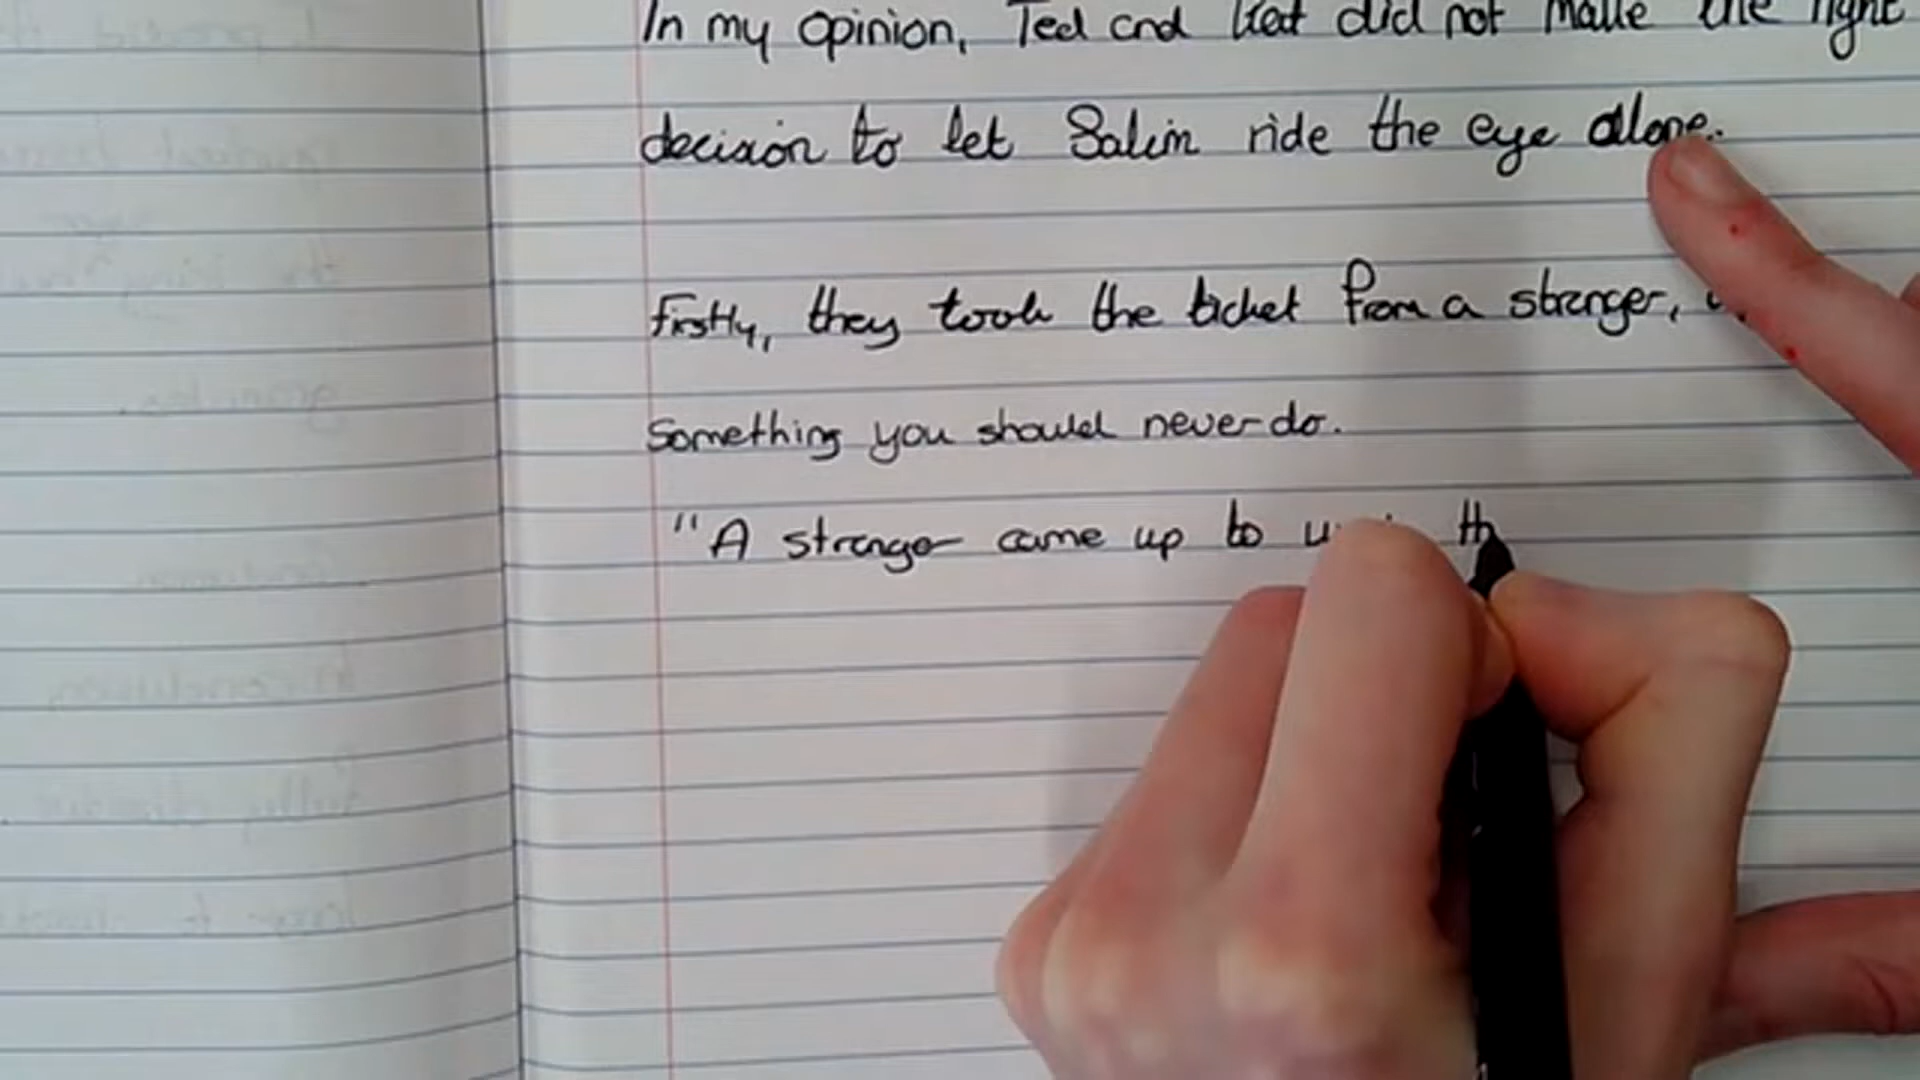 In my opinion, Ted and Kat did not make the right
decision to let Salim ride the eye alone.
Firstly, they took the ticket from a stranger,
something you should never do.
"A stranger came up to